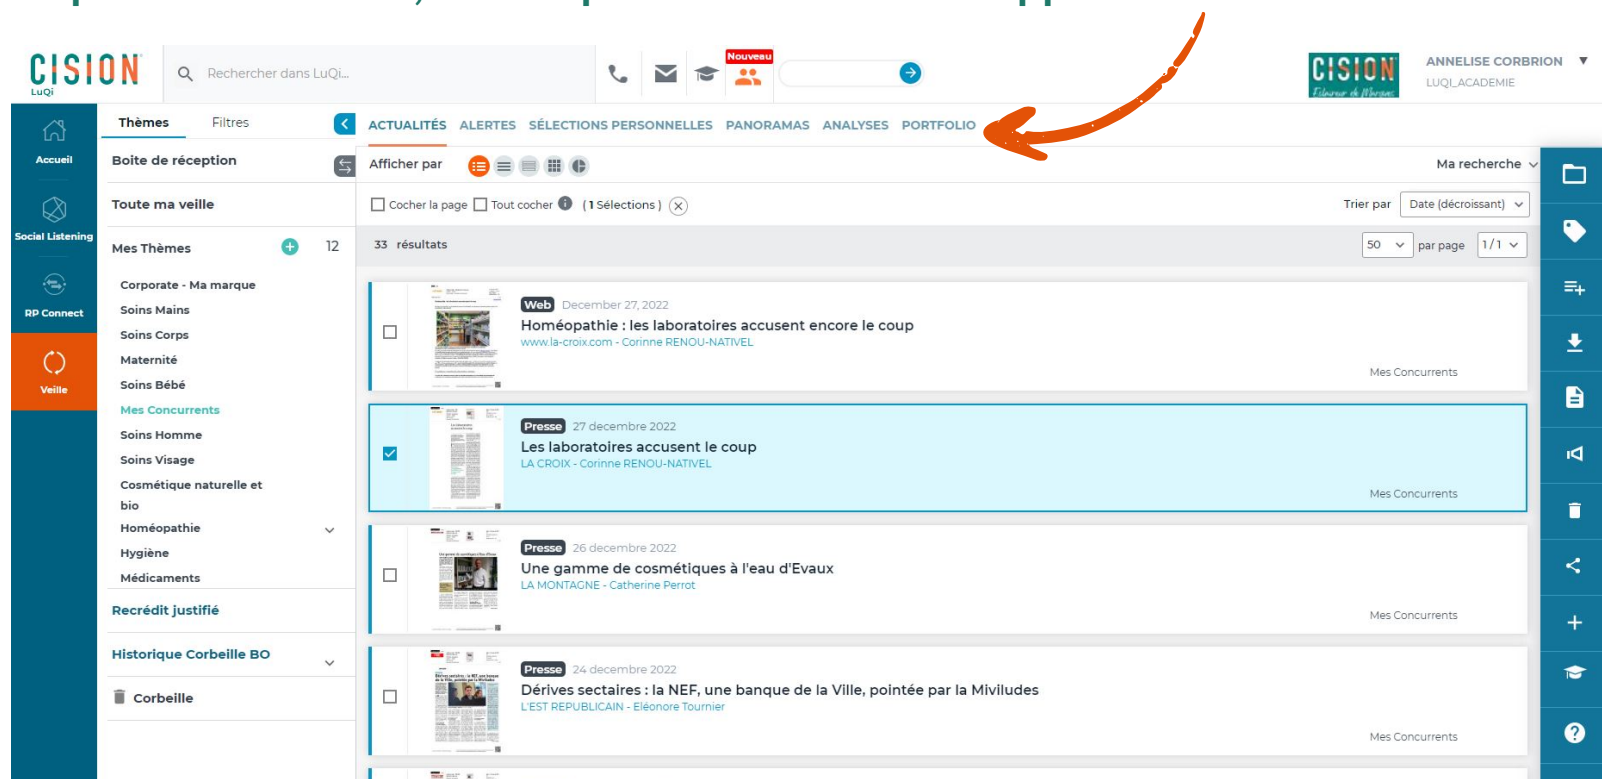 CISION
LuQi
Rechercher dans LuQi...
Nouveau
CISION
Éclaireur de Marques
ANNELISE CORBRION
LUQI_ACADEMIE
Accueil
Social Listening
RP Connect
Veille
Thèmes Filtres
Boite de réception
Toute ma veille
Mes Thèmes 12
Corporate - Ma marque
Soins Mains
Soins Corps
Maternité
Soins Bébé
Mes Concurrents
Soins Homme
Soins Visage
Cosmétique naturelle et
bio
Homéopathie
Hygiène
Médicaments
Recrédit justifié
Historique Corbeille BO
Corbeille
ACTUALITÉS ALERTES SÉLECTIONS PERSONNELLES PANORAMAS ANALYSES PORTFOLIO
Afficher par
Ma recherche
Cocher la page Tout cocher (1 Sélections)
Trier par Date (décroissant)
33 résultats
50 par page 1/1
Web December 27, 2022
Homéopathie : les laboratoires accusent encore le coup
www.la-croix.com - Corinne RENOU-NATIVEL
Mes Concurrents
Presse 27 decembre 2022
Les laboratoires accusent le coup
LA CROIX - Corinne RENOU-NATIVEL
Mes Concurrents
Presse 26 decembre 2022
Une gamme de cosmétiques à l'eau d'Evaux
LA MONTAGNE - Catherine Perrot
Mes Concurrents
Presse 24 decembre 2022
Dérives sectaires : la NEF, une banque de la Ville, pointée par la Miviludes
L'EST REPUBLICAIN - Eléonore Tournier
Mes Concurrents